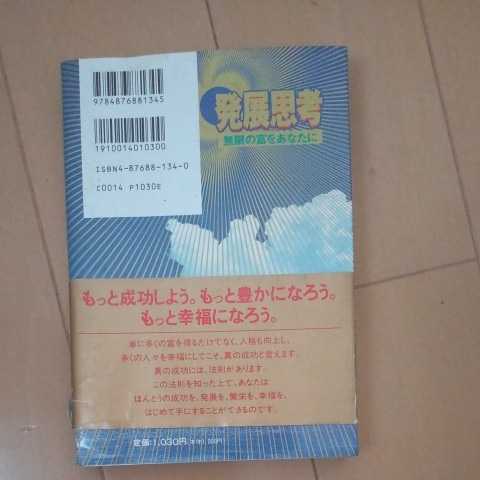 9784876881345
発展思考
無限の富をあなたに
1910014010300
ISBN4-87688-134-0
C0014 P1030E
もっと成功しよう。もっと豊かになろう。
もっと幸福になろう。
単に多くの富を得るだけでなく、人格も向上し、
多くの人々を幸福にしてこそ、真の成功と言えます。
真の成功には、法則があります。
この法則を知った上で、あなたは
ほんとうの成功を、発展を、繁栄を、幸福を、
はじめて手にすることができるのです。
定価:1,030円